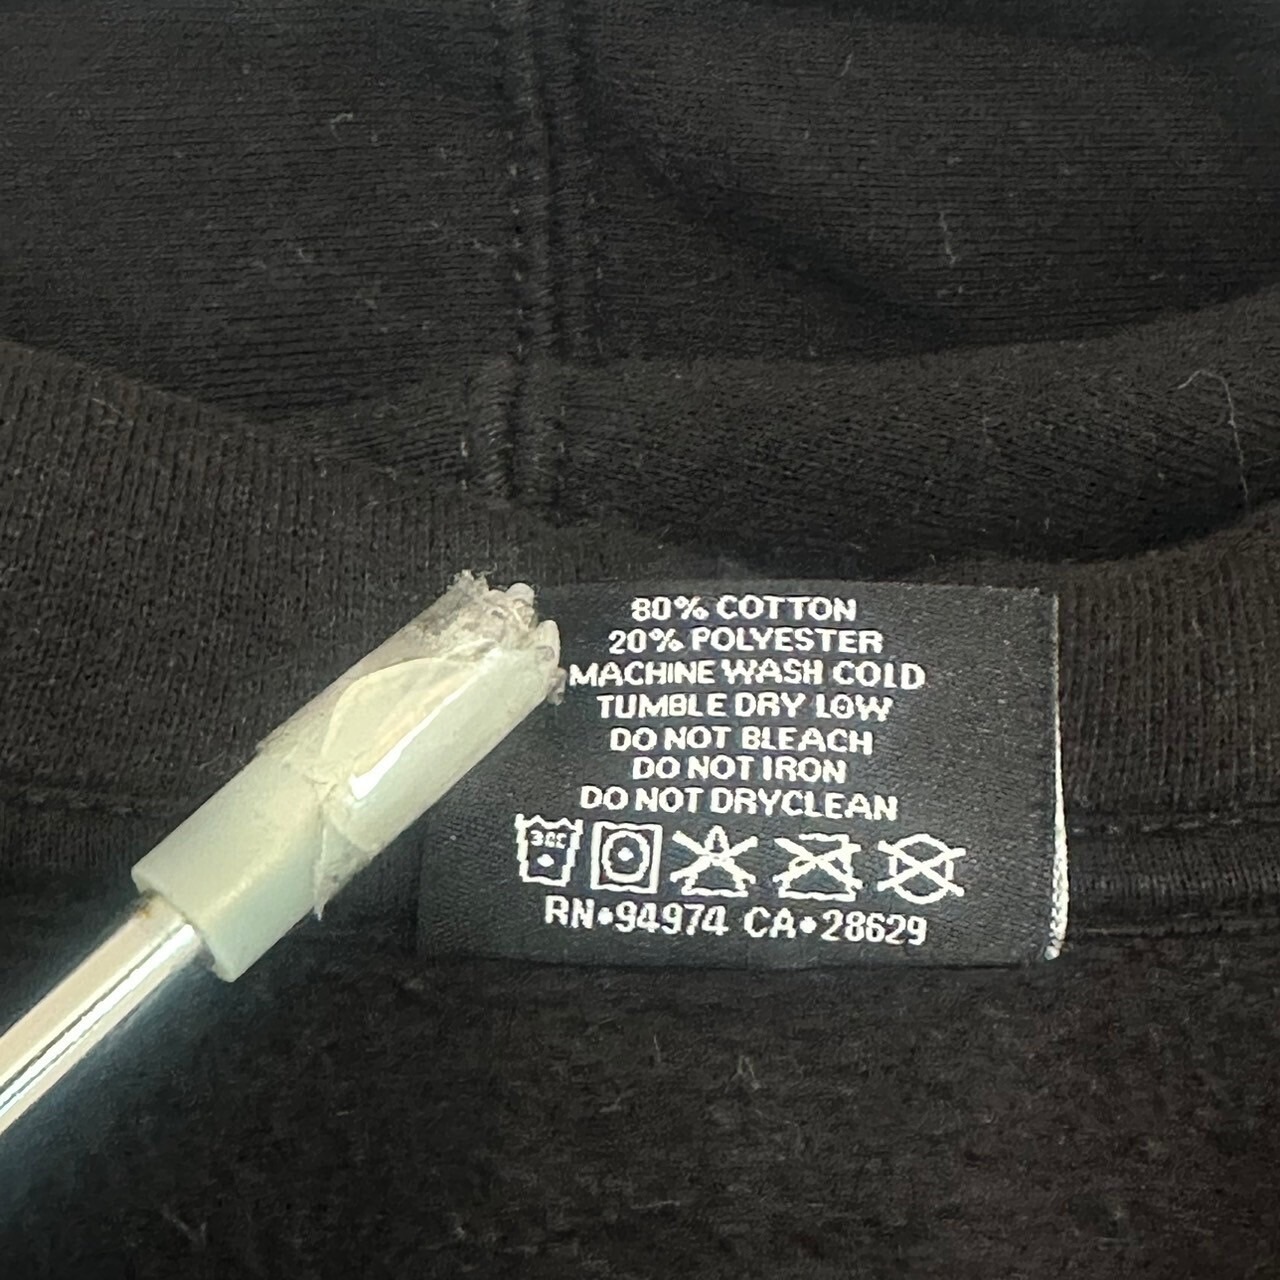 80% COTTON
20% POLYESTER
MACHINE WASH COLD
TUMBLE DRY LOW
DO NOT BLEACH
DO NOT IRON
DO NOT DRYCLEAN
RN•94974 CA•28629